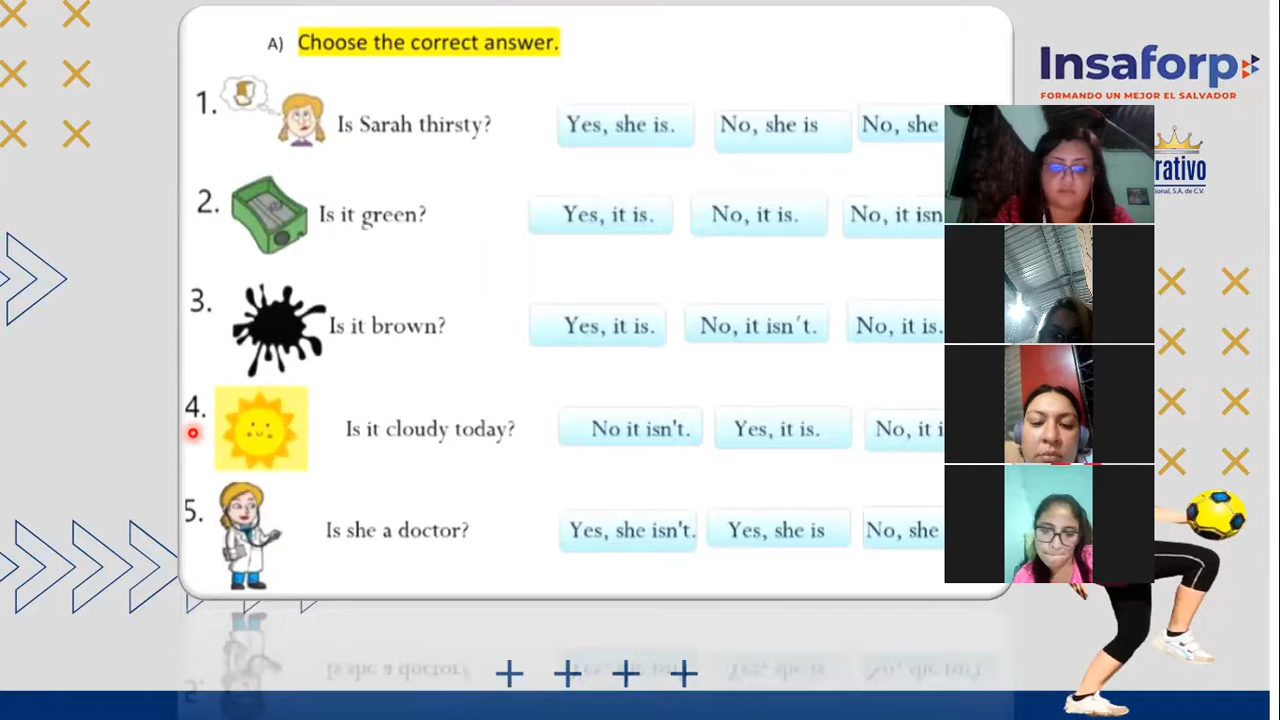 A) Choose the correct answer.
Insaforp
FORMANDO UN MEJOR EL SALVADOR
1. Is Sarah thirsty? Yes, she is. No, she is No, she
rativo
ional, S.A. de C.V.
2. Is it green? Yes, it is. No, it is. No, it isn
3. Is it brown? Yes, it is. No, it isn´t. No, it is.
4. Is it cloudy today? No it isn't. Yes, it is. No, it i
5. Is she a doctor? Yes, she isn't. Yes, she is No, she